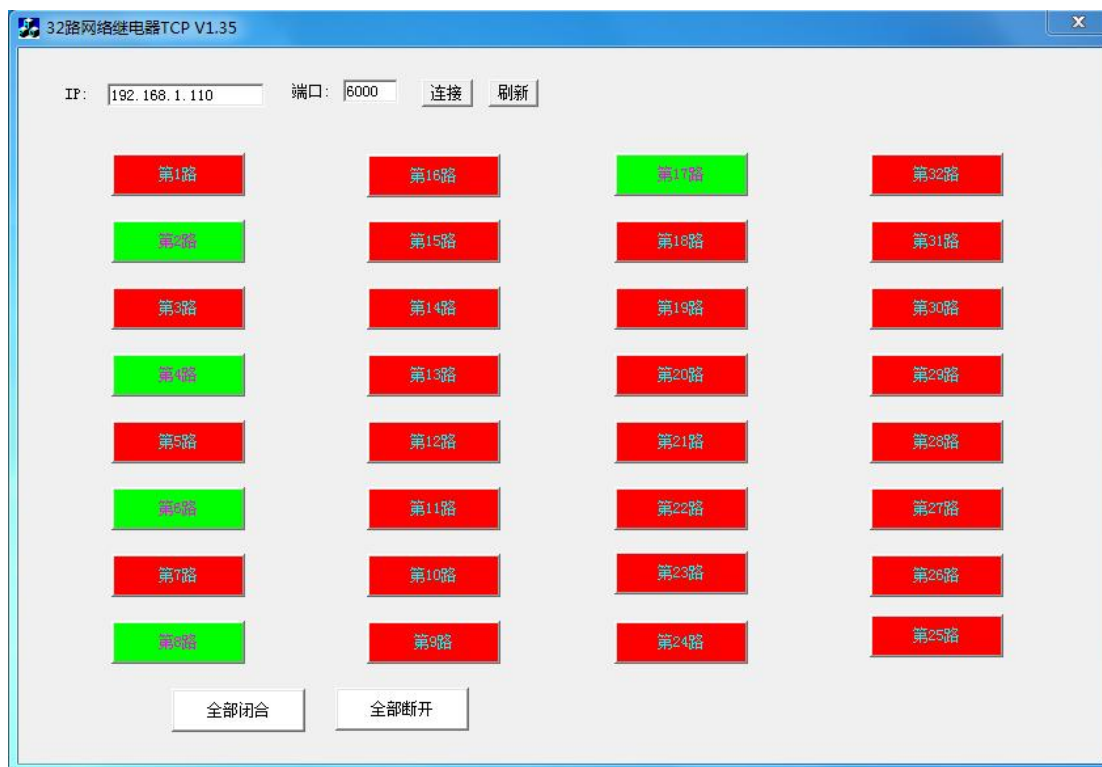 32路网络继电器TCP V1.35
IP: 192.168.1.110 端口: 6000 连接 刷新
第1路 第16路 第17路 第32路
第2路 第15路 第18路 第31路
第3路 第14路 第19路 第30路
第4路 第13路 第20路 第29路
第5路 第12路 第21路 第28路
第6路 第11路 第22路 第27路
第7路 第10路 第23路 第26路
第8路 第9路 第24路 第25路
全部闭合 全部断开